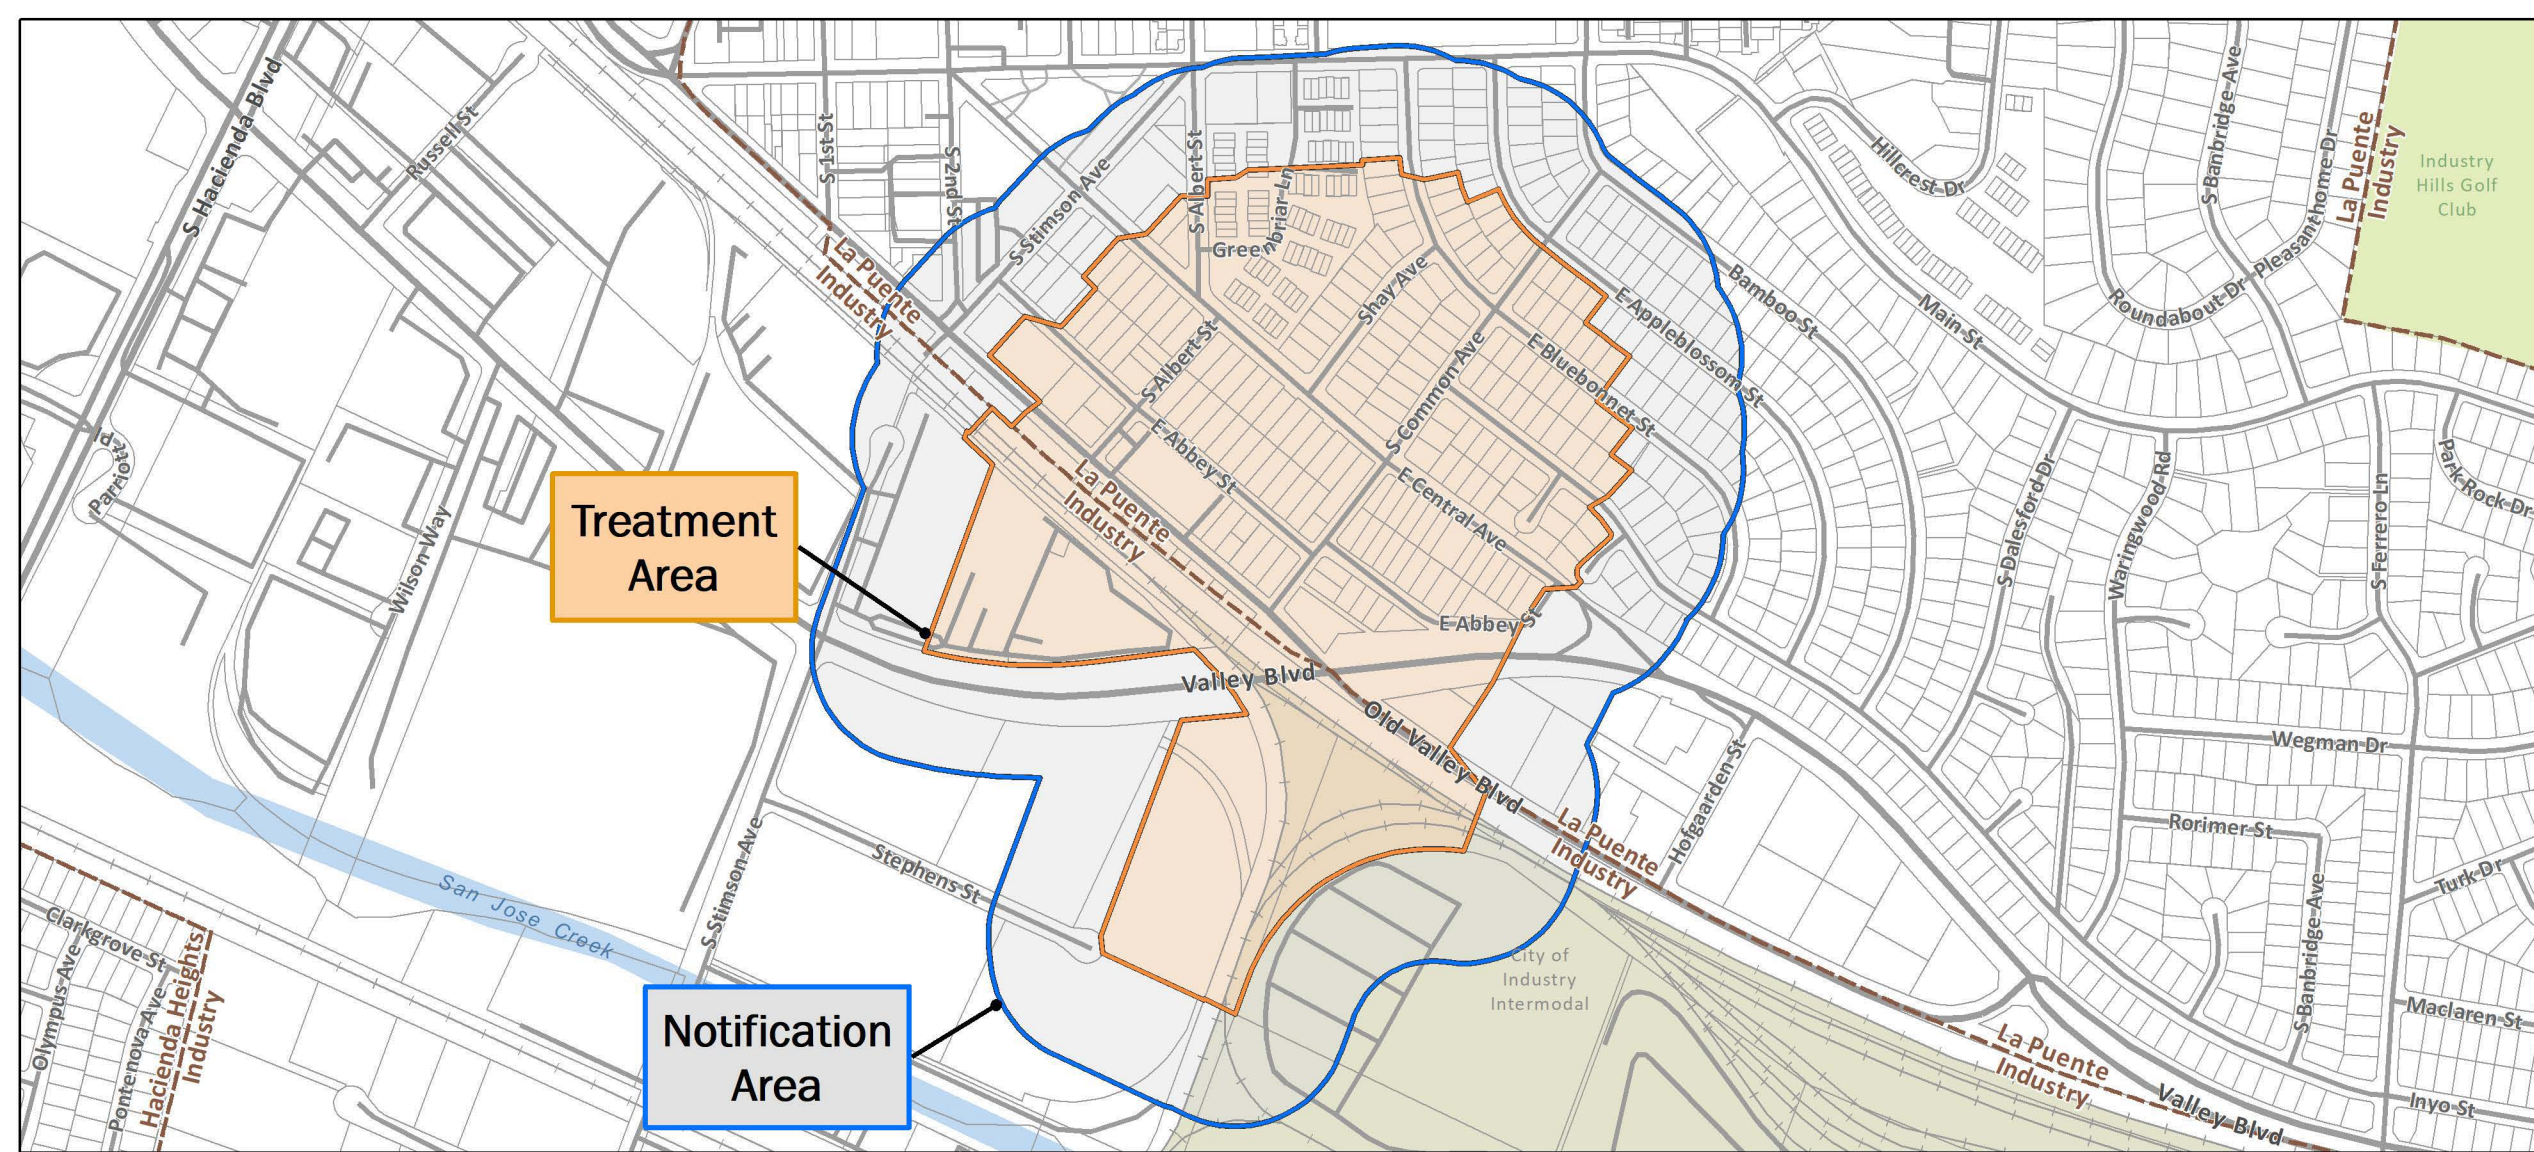 S Hacienda Blvd
Russell St
S 1st St
S 2nd St
S Stimson Ave
S Albert St
Greenbriar Ln
Hillcrest Dr
S Banbridge Ave
Pleasanthome Dr
La Puente
Industry
Industry
Hills Golf
Club
La Puente
Industry
Shay Ave
Bamboo St
Main St
Roundabout Dr
E Appleblossom St
E Bluebonnet St
S Albert St
S Common Ave
E Abbey St
E Central Ave
La Puente
Industry
Parriott Pl
Wilson Way
Treatment
Area
S Dalesford Dr
Waringwood Rd
S Ferrero Ln
Park Rock Dr
E Abbey St
Valley Blvd
Old Valley Blvd
Wegman Dr
Hofgaarden St
La Puente
Industry
Rorimer St
Turk Dr
S Stimson Ave
Stephens St
San Jose Creek
Clarkgrove St
Olympus Ave
Pontenova Ave
Hacienda Heights
Industry
City of
Industry
Intermodal
S Banbridge Ave
Maclaren St
Notification
Area
La Puente
Industry
Valley Blvd
Inyo St